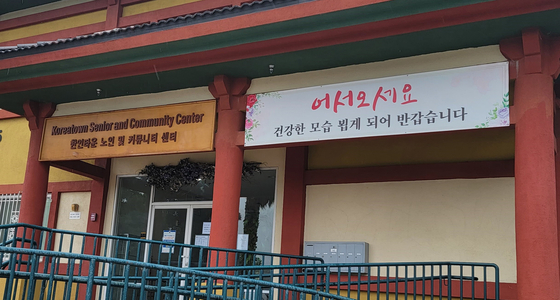 Koreatown Senior and Community Center
한인타운 노인 및 커뮤니티 센터
어서오세요
건강한 모습 뵙게 되어 반갑습니다